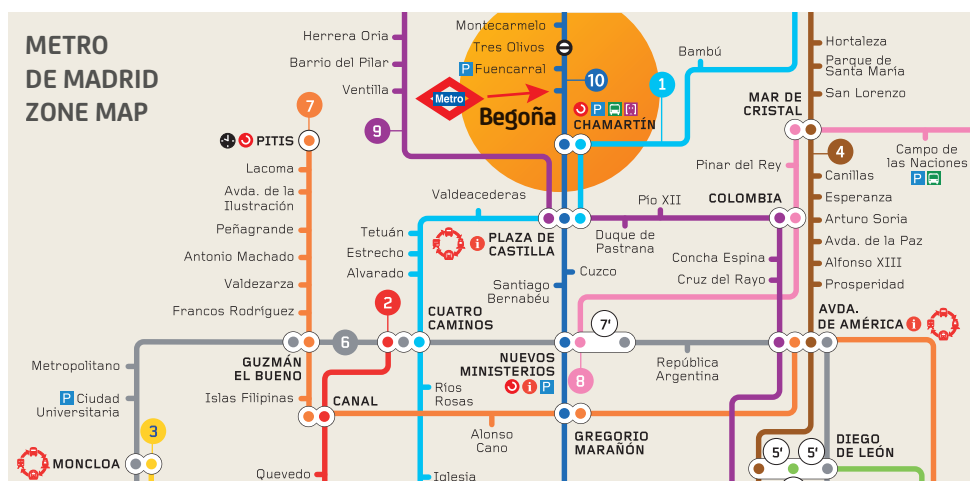 METRO
DE MADRID
ZONE MAP
Herrera Oria
Barrio del Pilar
Ventilla
9
Montecarmelo
Tres Olivos
P Fuencarral
Metro
Begoña
10
1
Bambú
P
CHAMARTÍN
Hortaleza
Parque de
Santa María
San Lorenzo
MAR DE
CRISTAL
4
Campo de
las Naciones
P
7
PITIS
Lacoma
Avda. de la
Ilustración
Peñagrande
Antonio Machado
Valdezarza
Francos Rodríguez
Valdeacederas
Tetuán
Estrecho
Alvarado
i PLAZA DE
CASTILLA
Pío XII
Duque de
Pastrana
Pinar del Rey
COLOMBIA
Concha Espina
Cruz del Rayo
Canillas
Esperanza
Arturo Soria
Avda. de la Paz
Alfonso XIII
Prosperidad
Cuzco
Santiago
Bernabéu
2
CUATRO
CAMINOS
6
7'
AVDA.
DE AMÉRICA i
Metropolitano
P Ciudad
Universitaria
GUZMÁN
EL BUENO
Islas Filipinas
CANAL
NUEVOS
MINISTERIOS
i P
8
República
Argentina
Ríos
Rosas
Alonso
Cano
GREGORIO
MARAÑÓN
3
MONCLOA
Quevedo
Iglesia
5'
5'
DIEGO
DE LEÓN